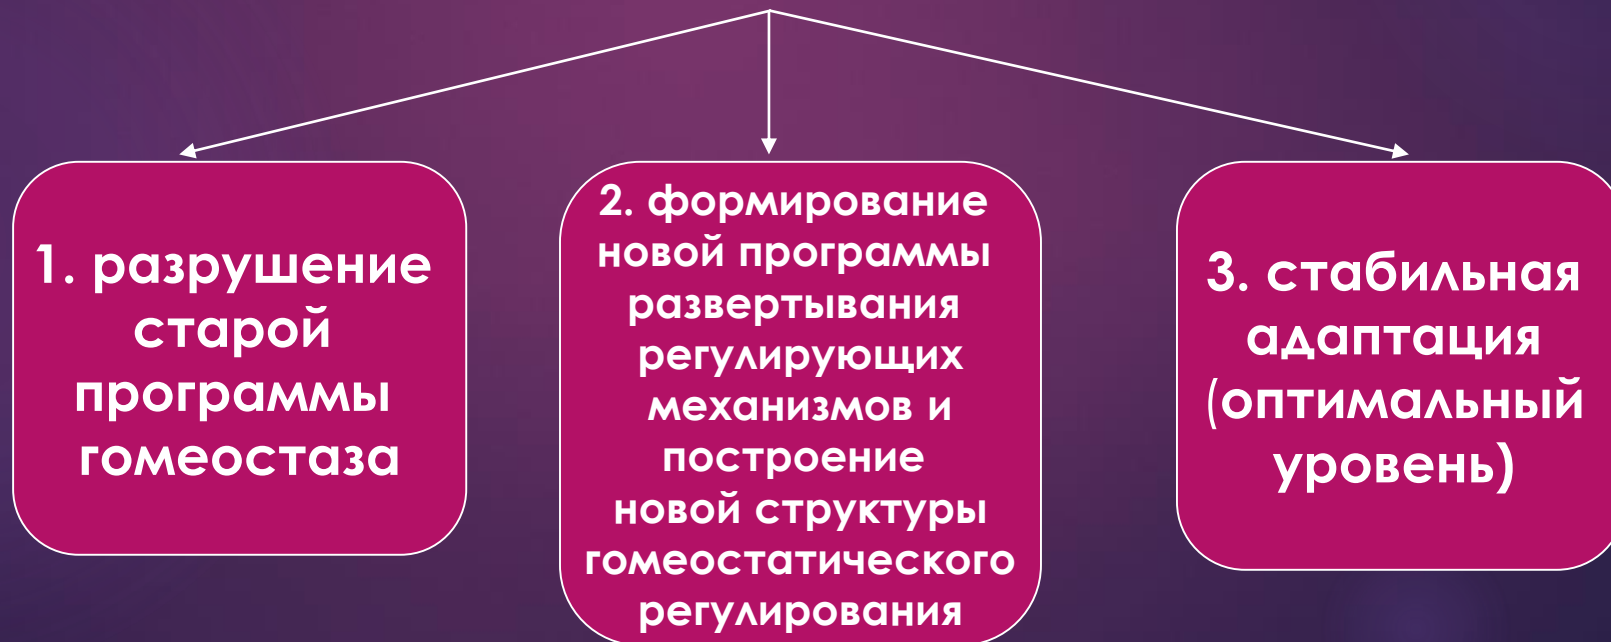 1. разрушение
старой
программы
гомеостаза
2. формирование
новой программы
развертывания
регулирующих
механизмов и
построение
новой структуры
гомеостатического
регулирования
3. стабильная
адаптация
(оптимальный
уровень)